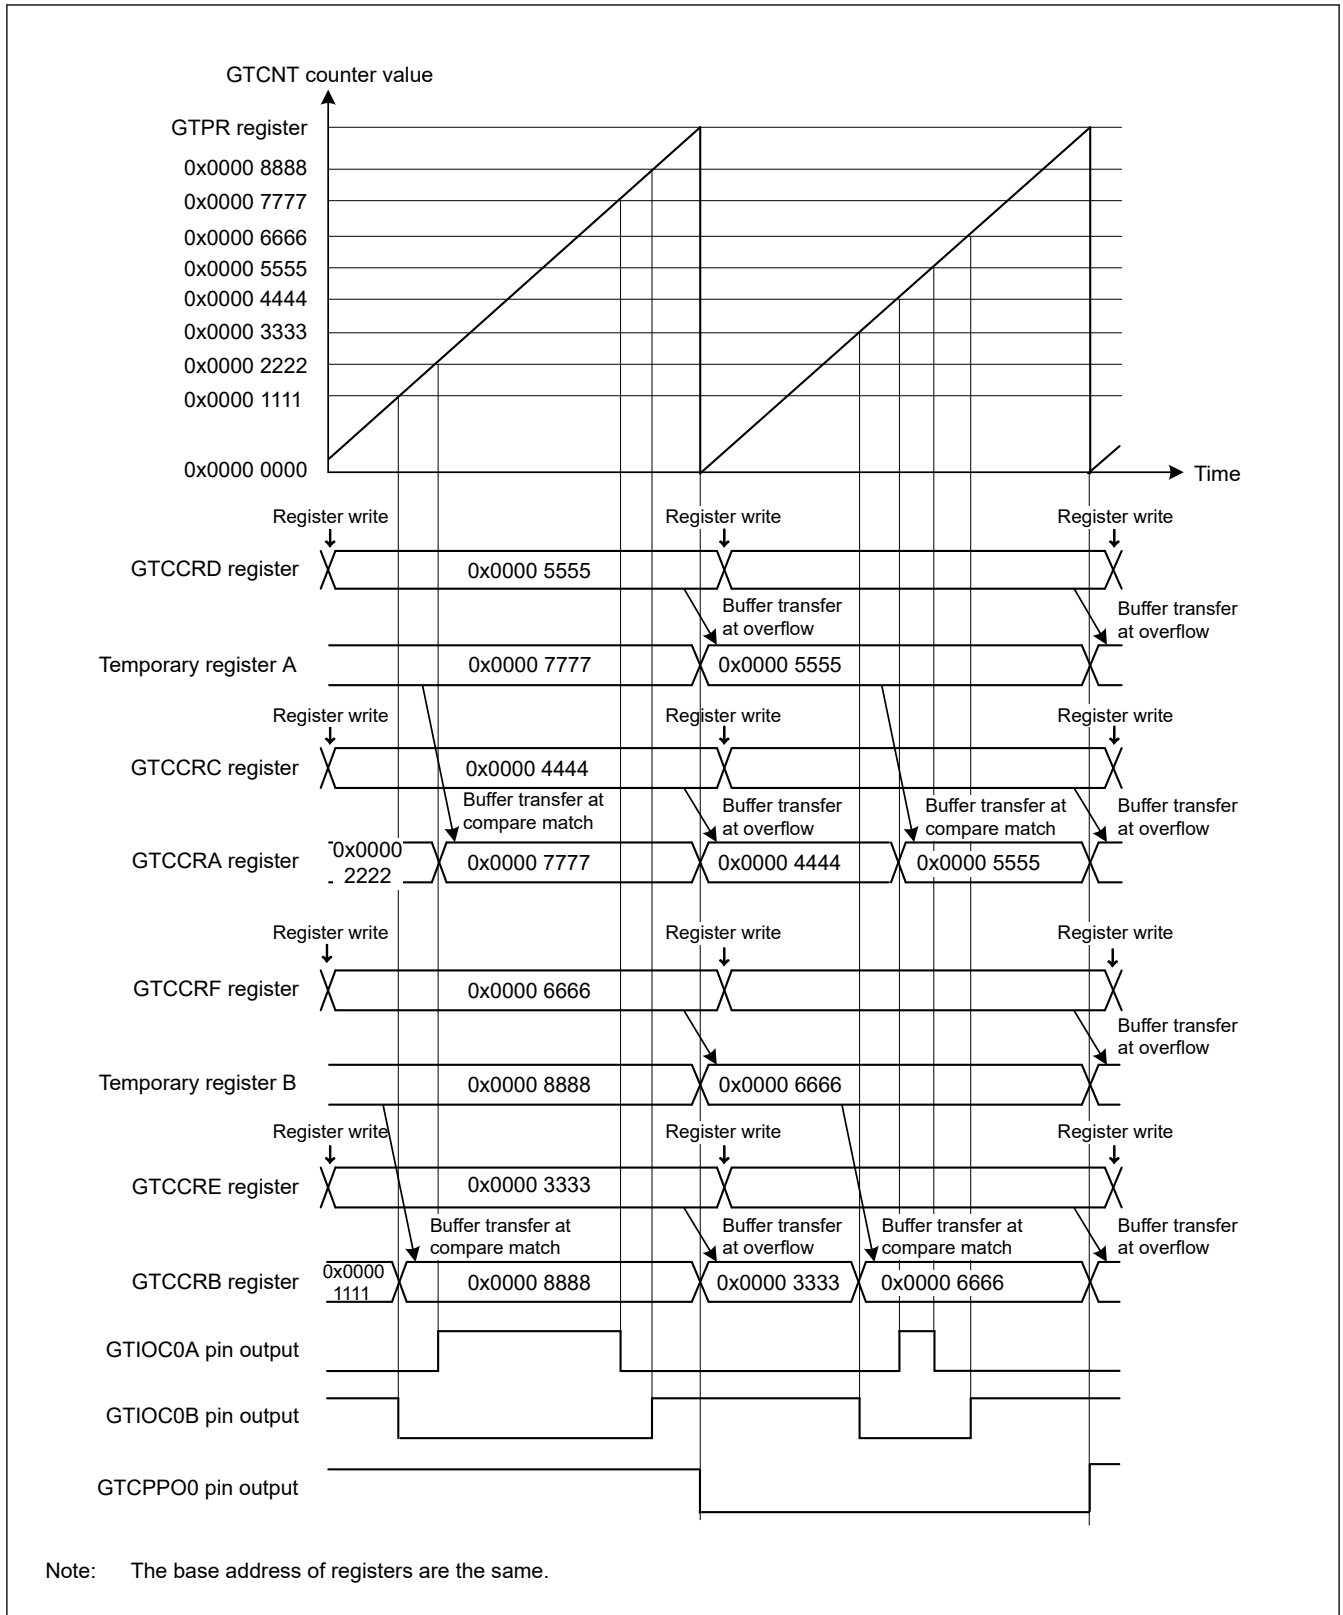 GTCNT counter value
GTPR register
0x0000 8888
0x0000 7777
0x0000 6666
0x0000 5555
0x0000 4444
0x0000 3333
0x0000 2222
0x0000 1111
0x0000 0000
Time
Register write
Register write
Register write
GTCCRD register
0x0000 5555
Buffer transfer
at overflow
Buffer transfer
at overflow
Temporary register A
0x0000 7777
0x0000 5555
Register write
Register write
Register write
GTCCRC register
0x0000 4444
Buffer transfer at
compare match
Buffer transfer
at overflow
Buffer transfer at
compare match
Buffer transfer
at overflow
GTCCRA register
0x0000
2222
0x0000 7777
0x0000 4444
0x0000 5555
Register write
Register write
Register write
GTCCRF register
0x0000 6666
Buffer transfer
at overflow
Temporary register B
0x0000 8888
0x0000 6666
Register write
Register write
Register write
GTCCRE register
0x0000 3333
Buffer transfer at
compare match
Buffer transfer
at overflow
Buffer transfer at
compare match
Buffer transfer
at overflow
GTCCRB register
0x0000
1111
0x0000 8888
0x0000 3333
0x0000 6666
GTIOC0A pin output
GTIOC0B pin output
GTCPPO0 pin output
Note: The base address of registers are the same.